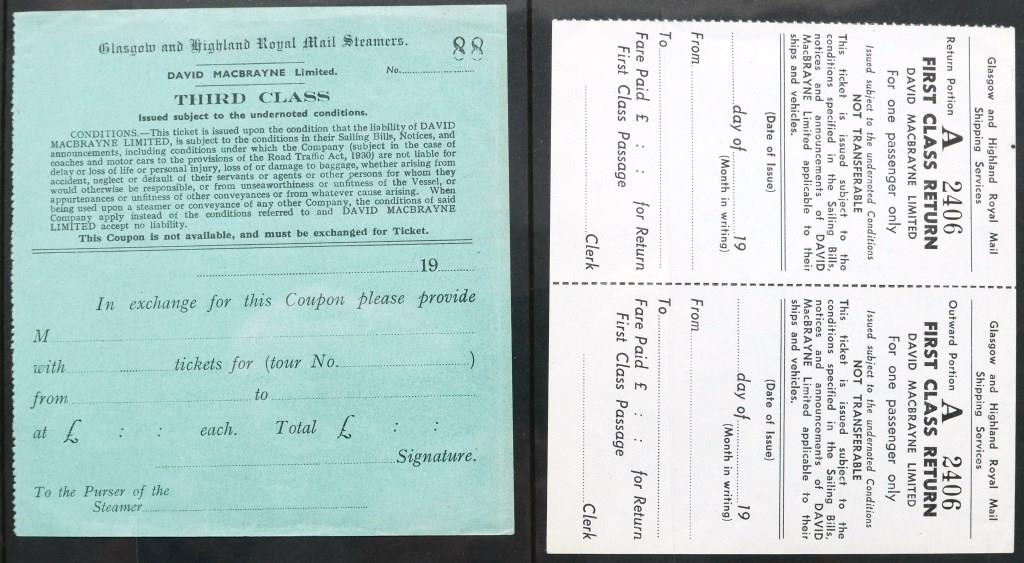 Glasgow and Highland Royal Mail Steamers.
88
DAVID MACBRAYNE Limited.
No.
THIRD CLASS
Issued subject to the undernoted conditions.
CONDITIONS.—This ticket is issued upon the condition that the liability of DAVID
MACBRAYNE LIMITED, is subject to the conditions in their Sailing Bills, Notices, and
announcements, including conditions under which the Company (subject in the case of
coaches and motor cars to the provisions of the Road Traffic Act, 1930) are not liable for
delay or loss of life or personal injury, loss of or damage to baggage, whether arising from
accident, neglect or default of their servants or agents or other persons for whom they
would otherwise be responsible, or from unseaworthiness or unfitness of the Vessel, or
appurtenances or unfitness of other conveyances or from whatever cause arising. When
being used upon a steamer or conveyance of any other Company, the conditions of said
Company apply instead of the conditions referred to and DAVID MACBRAYNE
LIMITED accept no liability.
This Coupon is not available, and must be exchanged for Ticket.
19
In exchange for this Coupon please provide
M
with tickets for (tour No. )
from to
at £ : : each. Total £ : :
Signature.
To the Purser of the
Steamer
Glasgow and Highland Royal Mail
Shipping Services
Return Portion A 2406
FIRST CLASS RETURN
DAVID MACBRAYNE LIMITED
For one passenger only
Issued subject to the undernoted Conditions
NOT TRANSFERABLE
This ticket is issued subject to the
conditions specified in the Sailing Bills,
notices and announcements of DAVID
MacBRAYNE Limited applicable to their
ships and vehicles.
(Date of Issue)
day of 19
(Month in writing)
From
To
Fare Paid £ : : for Return
First Class Passage
Clerk
Glasgow and Highland Royal Mail
Shipping Services
Outward Portion A 2406
FIRST CLASS RETURN
DAVID MACBRAYNE LIMITED
For one passenger only
Issued subject to the undernoted Conditions
NOT TRANSFERABLE
This ticket is issued subject to the
conditions specified in the Sailing Bills,
notices and announcements of DAVID
MacBRAYNE Limited applicable to their
ships and vehicles.
(Date of Issue)
day of 19
(Month in writing)
From
To
Fare Paid £ : : for Return
First Class Passage
Clerk